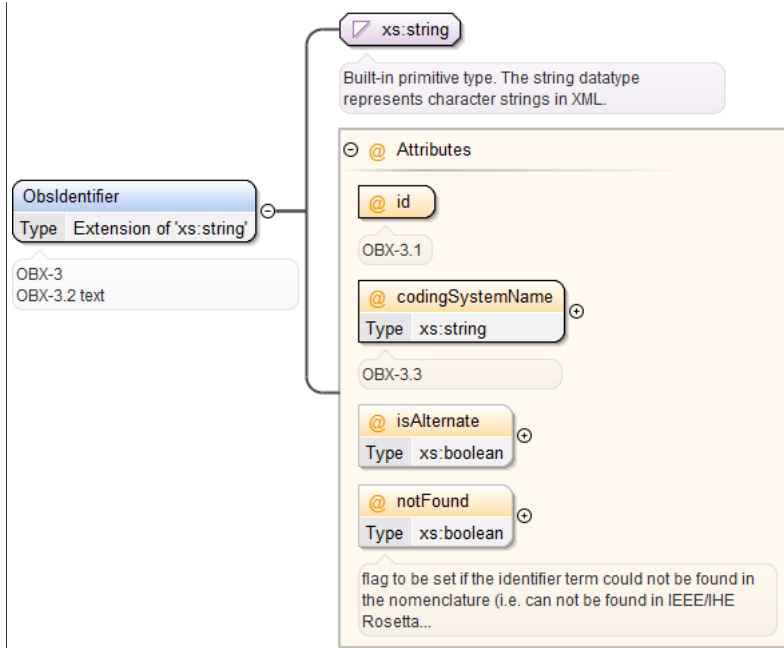 xs:string
Built-in primitive type. The string datatype
represents character strings in XML.
@ Attributes
ObsIdentifier
Type Extension of 'xs:string'
OBX-3
OBX-3.2 text
@ id
OBX-3.1
@ codingSystemName
Type xs:string
OBX-3.3
@ isAlternate
Type xs:boolean
@ notFound
Type xs:boolean
flag to be set if the identifier term could not be found in
the nomenclature (i.e. can not be found in IEEE/IHE
Rosetta...